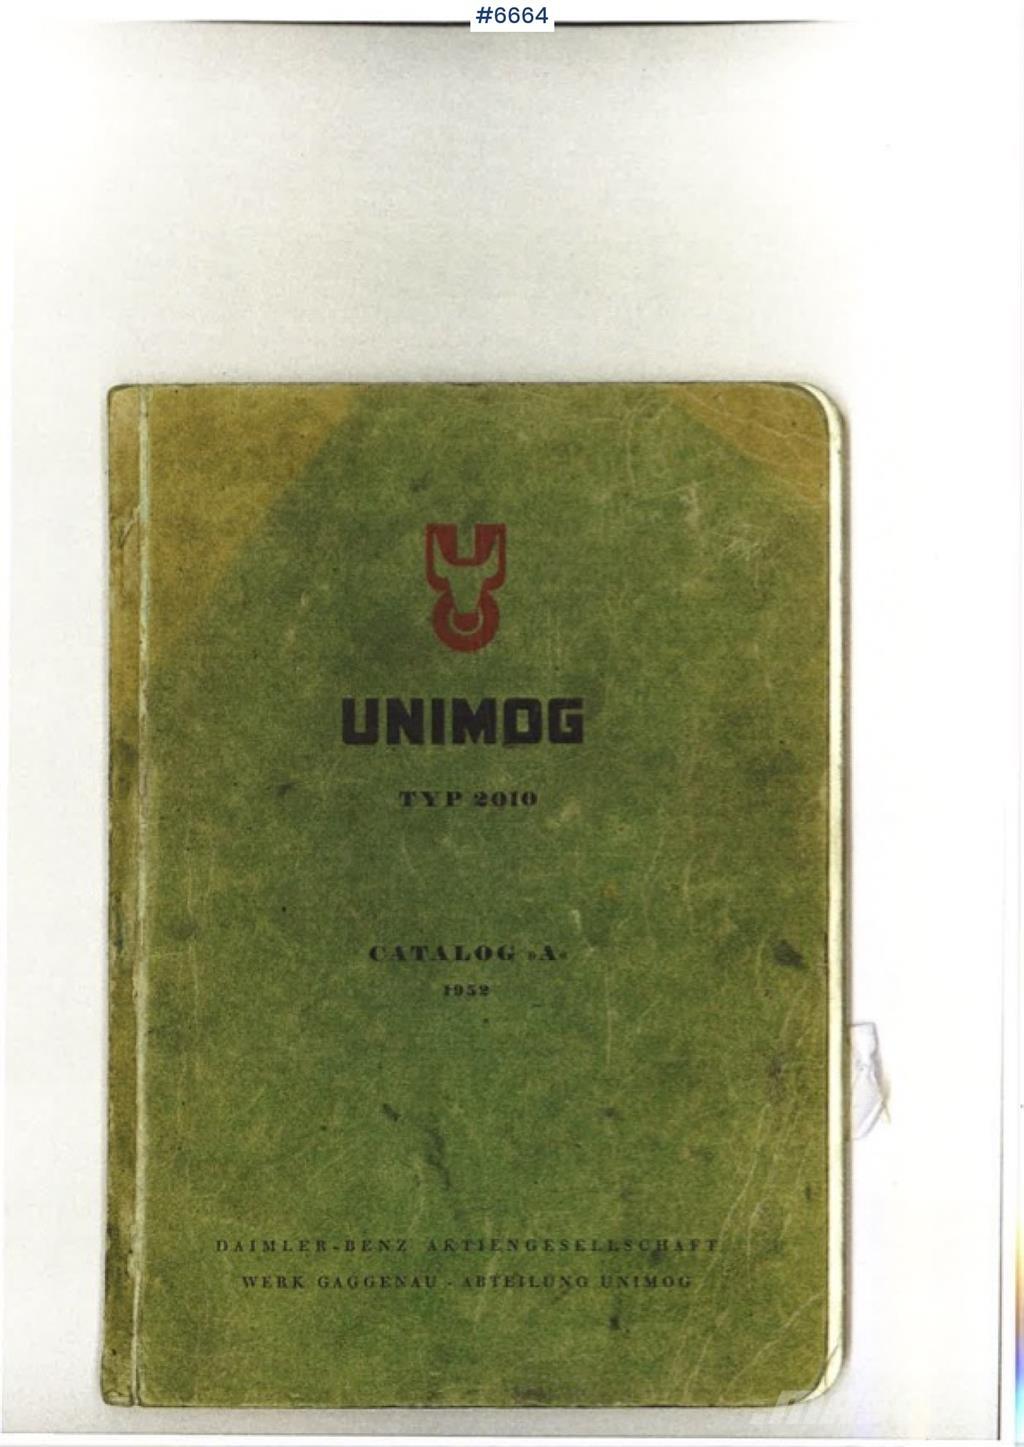 #6664
UNIMOG
TYP 2010
CATALOG »A«
1952
DAIMLER-BENZ AKTIENGESELLSCHAFT
WERK GAGGENAU - ABTEILUNG UNIMOG